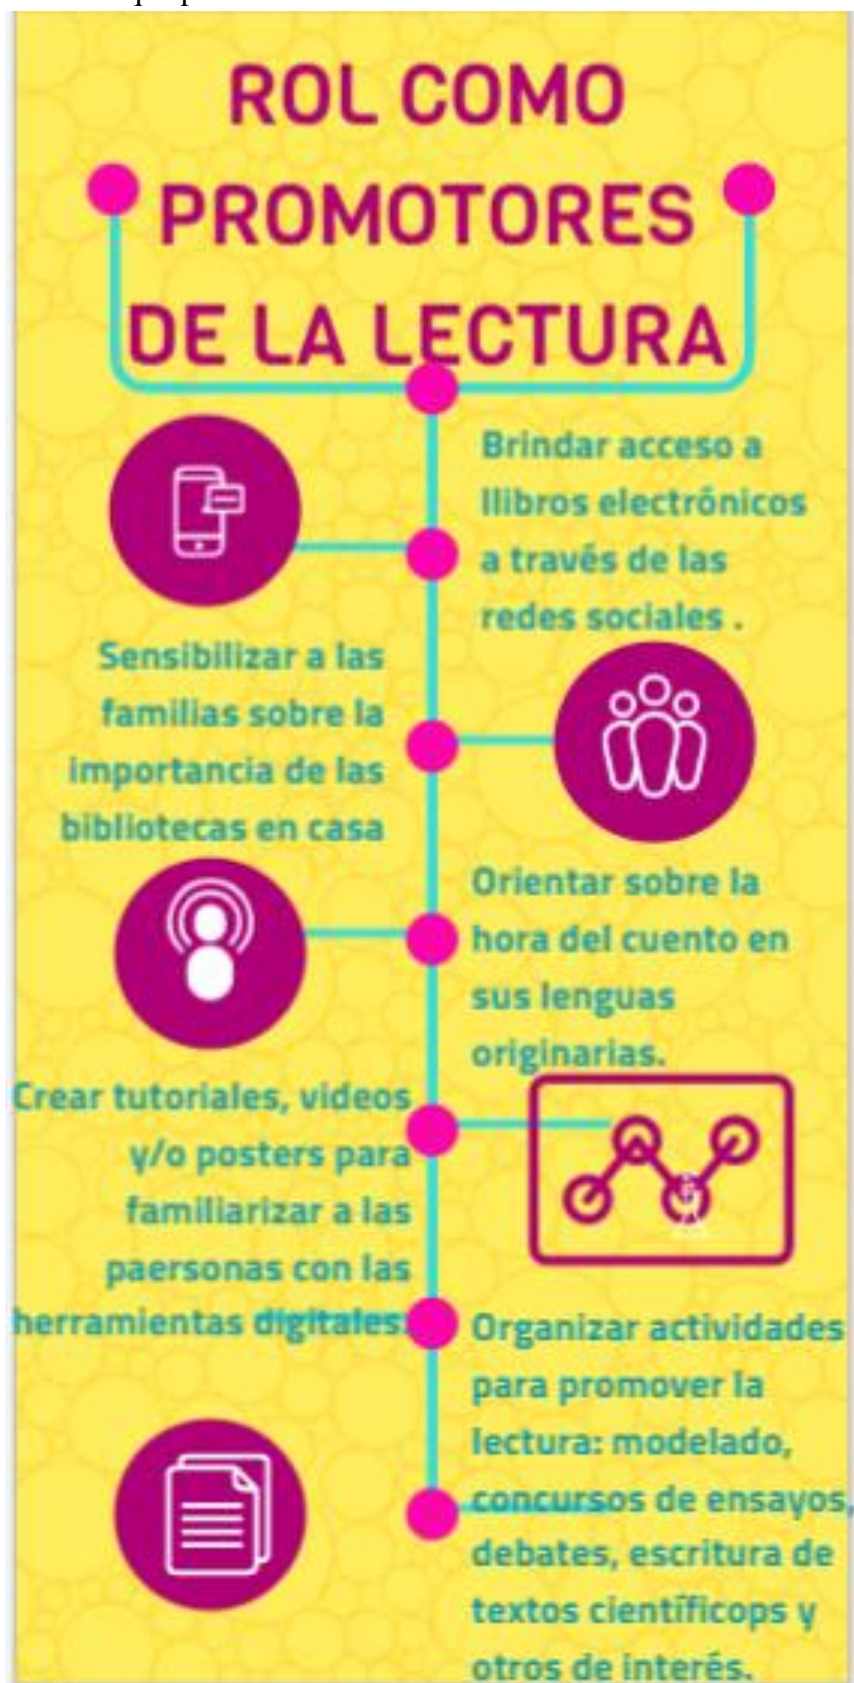 ROL COMO
PROMOTORES
DE LA LECTURA
Brindar acceso a
llibros electrónicos
a través de las
redes sociales .
Sensibilizar a las
familias sobre la
importancia de las
bibliotecas en casa
Orientar sobre la
hora del cuento en
sus lenguas
originarias.
Crear tutoriales, videos
y/o posters para
familiarizar a las
paersonas con las
herramientas digitales.
Organizar actividades
para promover la
lectura: modelado,
concursos de ensayos,
debates, escritura de
textos científicops y
otros de interés.